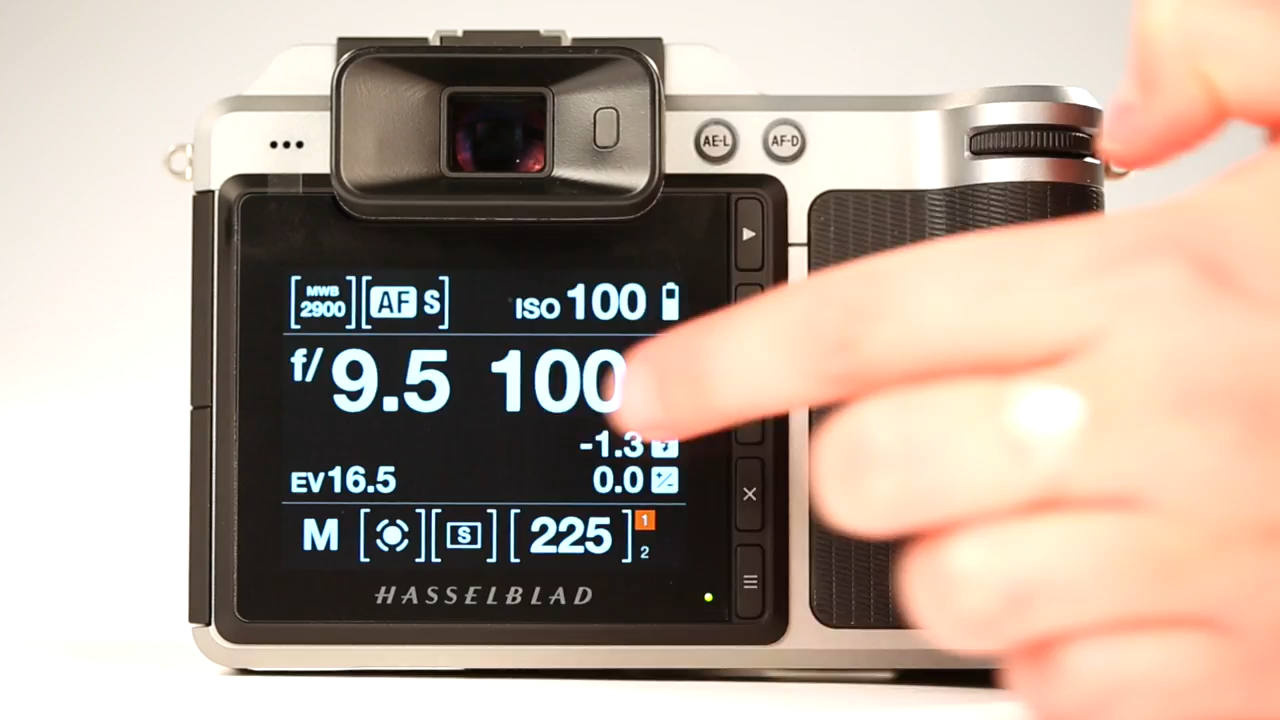 AE-L AF-D
MWB
2900
AF S
ISO 100
f/9.5 100
-1.3
EV16.5
0.0
M
S
225
1
2
HASSELBLAD